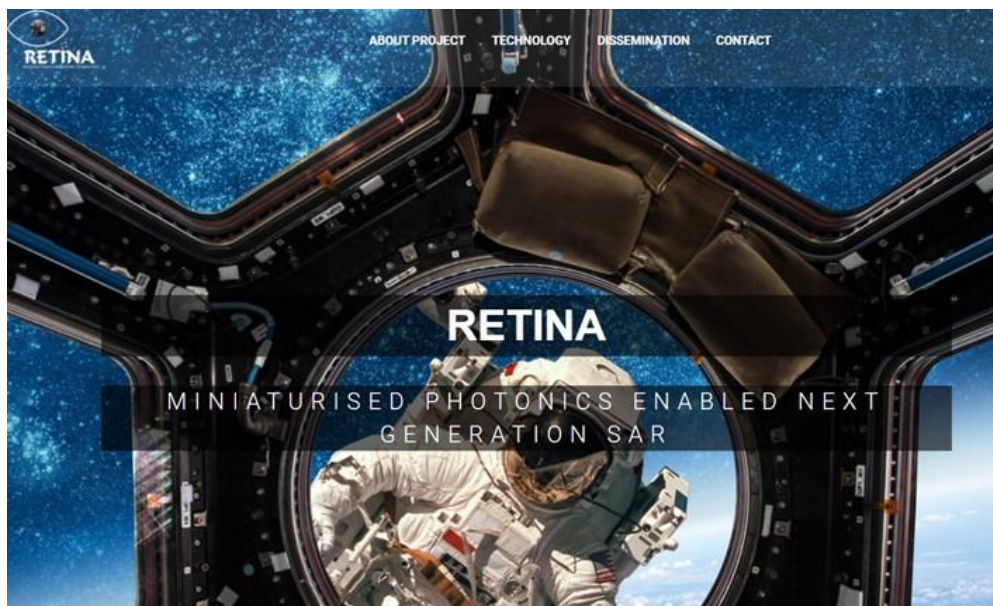 RETINA
ABOUT PROJECT TECHNOLOGY DISSEMINATION CONTACT
RETINA
MINIATURISED PHOTONICS ENABLED NEXT
GENERATION SAR